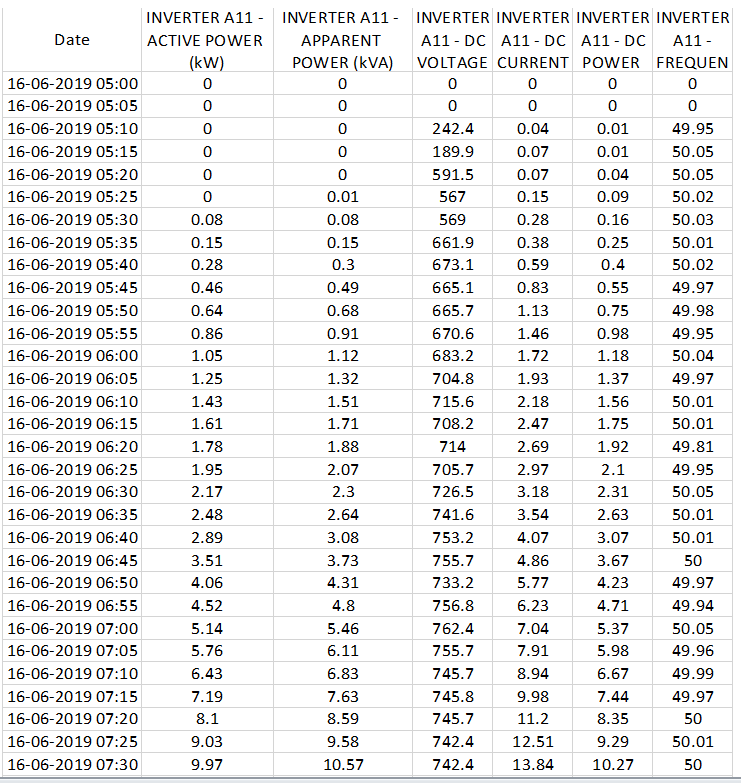 Date INVERTER A11 - ACTIVE POWER (kW) INVERTER A11 - APPARENT POWER (kVA) INVERTER A11 - DC VOLTAGE INVERTER A11 - DC CURRENT INVERTER A11 - DC POWER INVERTER A11 - FREQUEN
16-06-2019 05:00 0 0 0 0 0 0
16-06-2019 05:05 0 0 0 0 0 0
16-06-2019 05:10 0 0 242.4 0.04 0.01 49.95
16-06-2019 05:15 0 0 189.9 0.07 0.01 50.05
16-06-2019 05:20 0 0 591.5 0.07 0.04 50.05
16-06-2019 05:25 0 0.01 567 0.15 0.09 50.02
16-06-2019 05:30 0.08 0.08 569 0.28 0.16 50.03
16-06-2019 05:35 0.15 0.15 661.9 0.38 0.25 50.01
16-06-2019 05:40 0.28 0.3 673.1 0.59 0.4 50.02
16-06-2019 05:45 0.46 0.49 665.1 0.83 0.55 49.97
16-06-2019 05:50 0.64 0.68 665.7 1.13 0.75 49.98
16-06-2019 05:55 0.86 0.91 670.6 1.46 0.98 49.95
16-06-2019 06:00 1.05 1.12 683.2 1.72 1.18 50.04
16-06-2019 06:05 1.25 1.32 704.8 1.93 1.37 49.97
16-06-2019 06:10 1.43 1.51 715.6 2.18 1.56 50.01
16-06-2019 06:15 1.61 1.71 708.2 2.47 1.75 50.01
16-06-2019 06:20 1.78 1.88 714 2.69 1.92 49.81
16-06-2019 06:25 1.95 2.07 705.7 2.97 2.1 49.95
16-06-2019 06:30 2.17 2.3 726.5 3.18 2.31 50.05
16-06-2019 06:35 2.48 2.64 741.6 3.54 2.63 50.01
16-06-2019 06:40 2.89 3.08 753.2 4.07 3.07 50.01
16-06-2019 06:45 3.51 3.73 755.7 4.86 3.67 50
16-06-2019 06:50 4.06 4.31 733.2 5.77 4.23 49.97
16-06-2019 06:55 4.52 4.8 756.8 6.23 4.71 49.94
16-06-2019 07:00 5.14 5.46 762.4 7.04 5.37 50.05
16-06-2019 07:05 5.76 6.11 755.7 7.91 5.98 49.96
16-06-2019 07:10 6.43 6.83 745.7 8.94 6.67 49.99
16-06-2019 07:15 7.19 7.63 745.8 9.98 7.44 49.97
16-06-2019 07:20 8.1 8.59 745.7 11.2 8.35 50
16-06-2019 07:25 9.03 9.58 742.4 12.51 9.29 50.01
16-06-2019 07:30 9.97 10.57 742.4 13.84 10.27 50